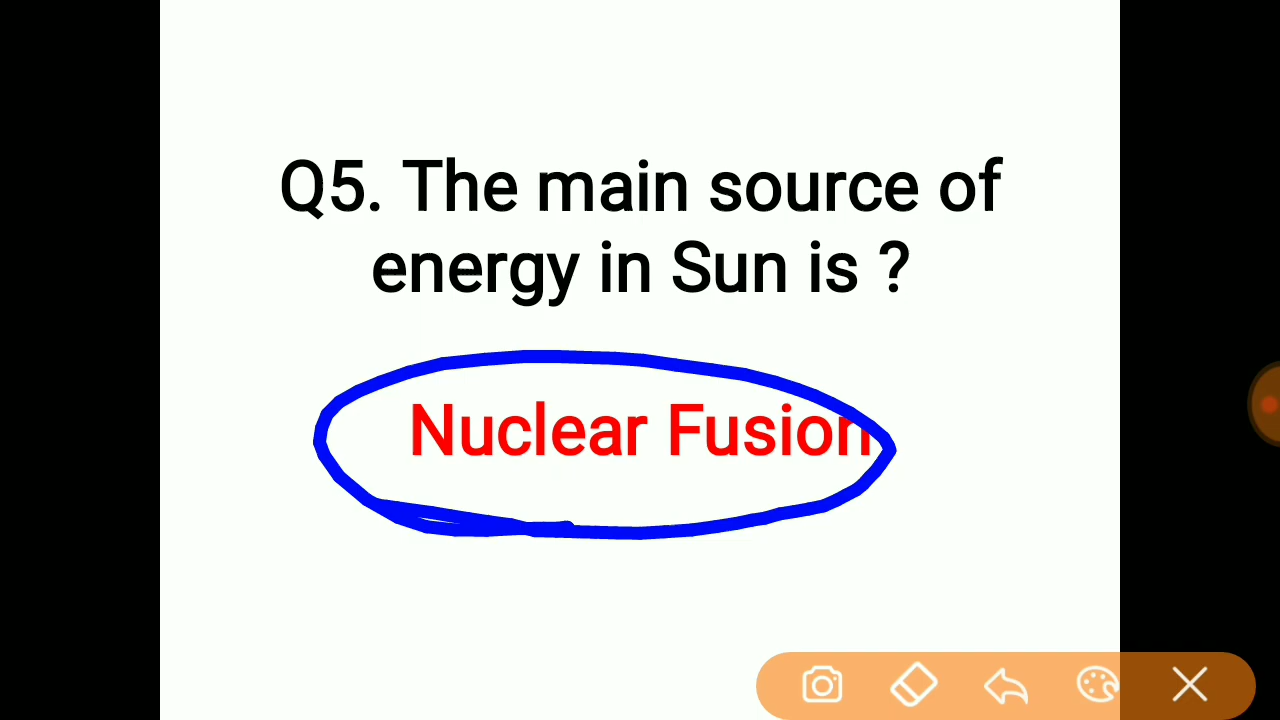 Q5. The main source of
energy in Sun is ?
Nuclear Fusion